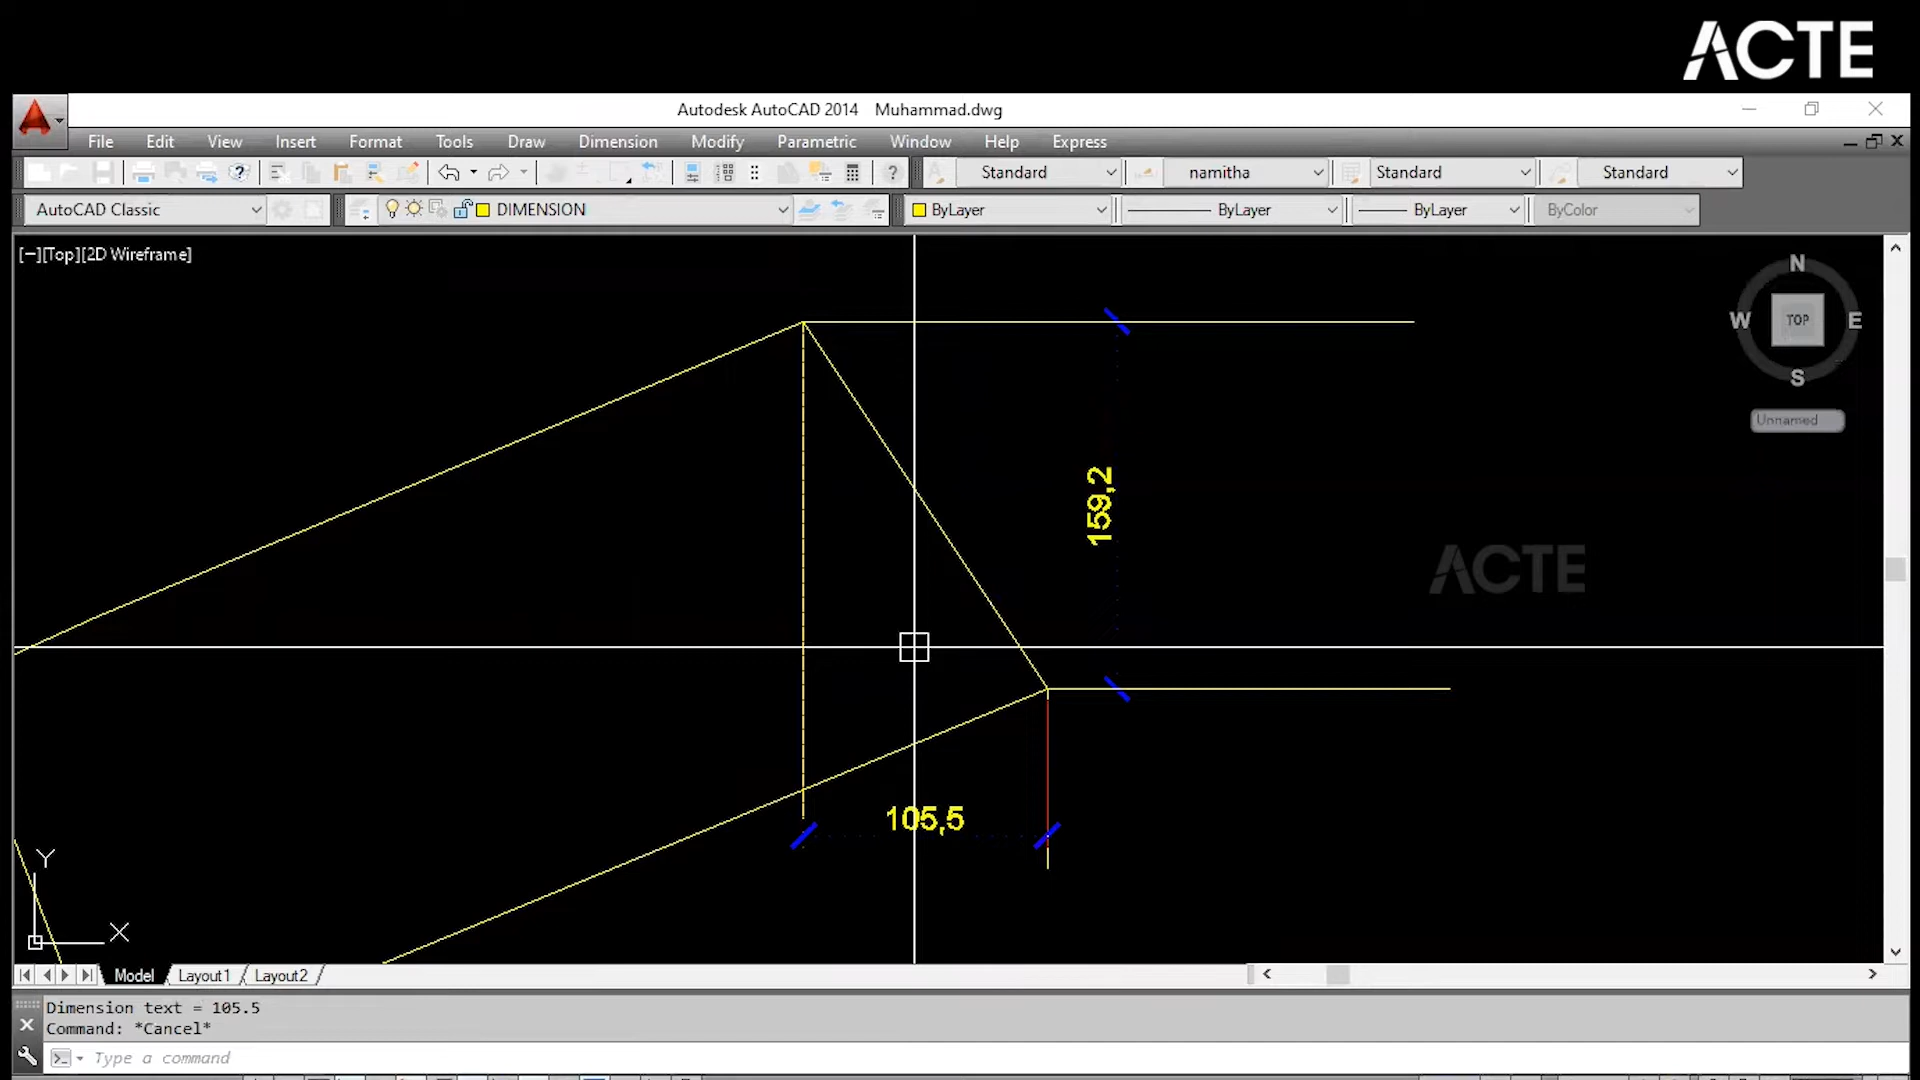 ACTE
Autodesk AutoCAD 2014 Muhammad.dwg
File Edit View Insert Format Tools Draw Dimension Modify Parametric Window Help Express
Standard namitha Standard Standard
AutoCAD Classic DIMENSION ByLayer ByLayer ByLayer ByColor
[−][Top][2D Wireframe]
N
W TOP E
S
Unnamed
159,2
ACTE
105,5
Y
X
Model Layout1 Layout2
Dimension text = 105.5
Command: *Cancel*
Type a command